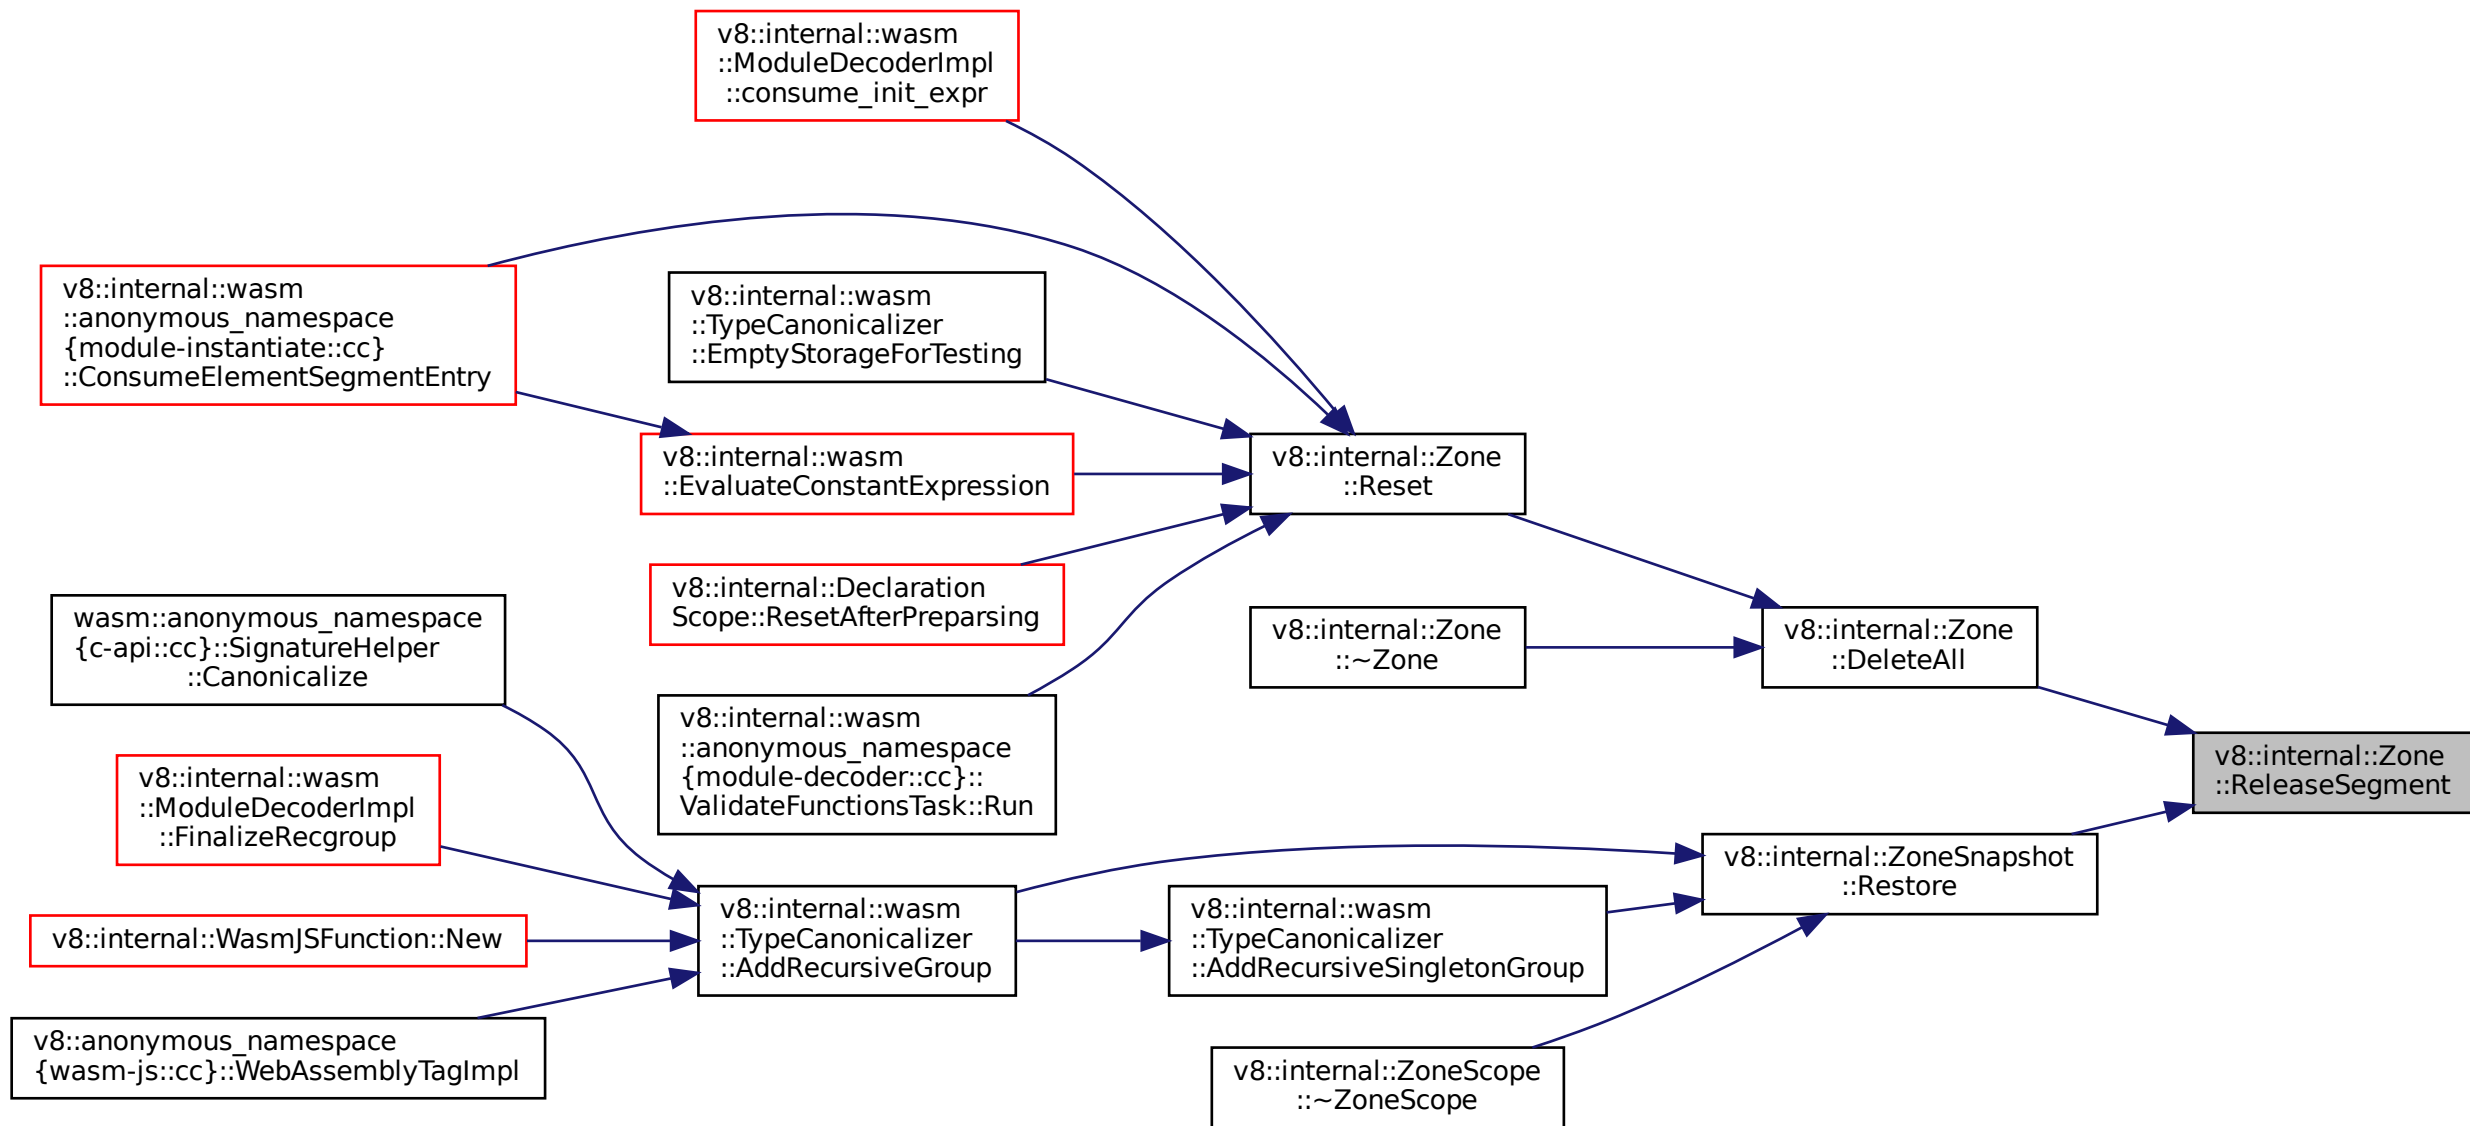 v8::internal::wasm
::ModuleDecoderImpl
::consume_init_expr
v8::internal::wasm
::anonymous_namespace
{module-instantiate::cc}
::ConsumeElementSegmentEntry
v8::internal::wasm
::TypeCanonicalizer
::EmptyStorageForTesting
v8::internal::wasm
::EvaluateConstantExpression
v8::internal::Zone
::Reset
v8::internal::Declaration
Scope::ResetAfterPreparsing
wasm::anonymous_namespace
{c-api::cc}::SignatureHelper
::Canonicalize
v8::internal::Zone
::~Zone
v8::internal::Zone
::DeleteAll
v8::internal::wasm
::anonymous_namespace
{module-decoder::cc}::
ValidateFunctionsTask::Run
v8::internal::Zone
::ReleaseSegment
v8::internal::wasm
::ModuleDecoderImpl
::FinalizeRecgroup
v8::internal::ZoneSnapshot
::Restore
v8::internal::WasmJSFunction::New
v8::internal::wasm
::TypeCanonicalizer
::AddRecursiveGroup
v8::internal::wasm
::TypeCanonicalizer
::AddRecursiveSingletonGroup
v8::anonymous_namespace
{wasm-js::cc}::WebAssemblyTagImpl
v8::internal::ZoneScope
::~ZoneScope